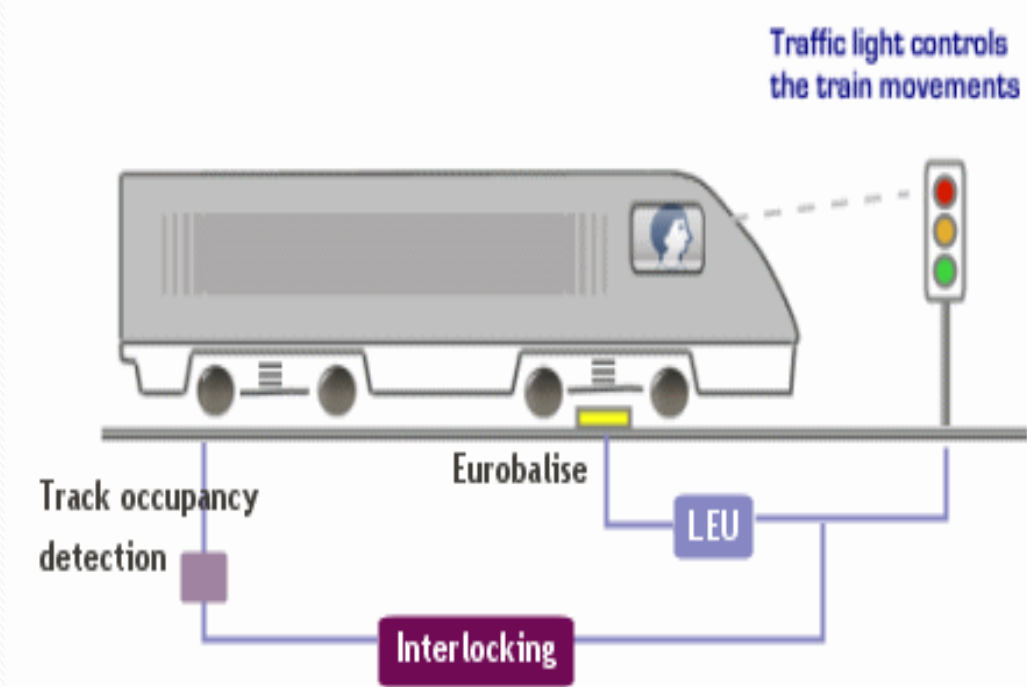 Traffic light controls
the train movements
Eurobalise
Track occupancy
detection
LEU
Interlocking